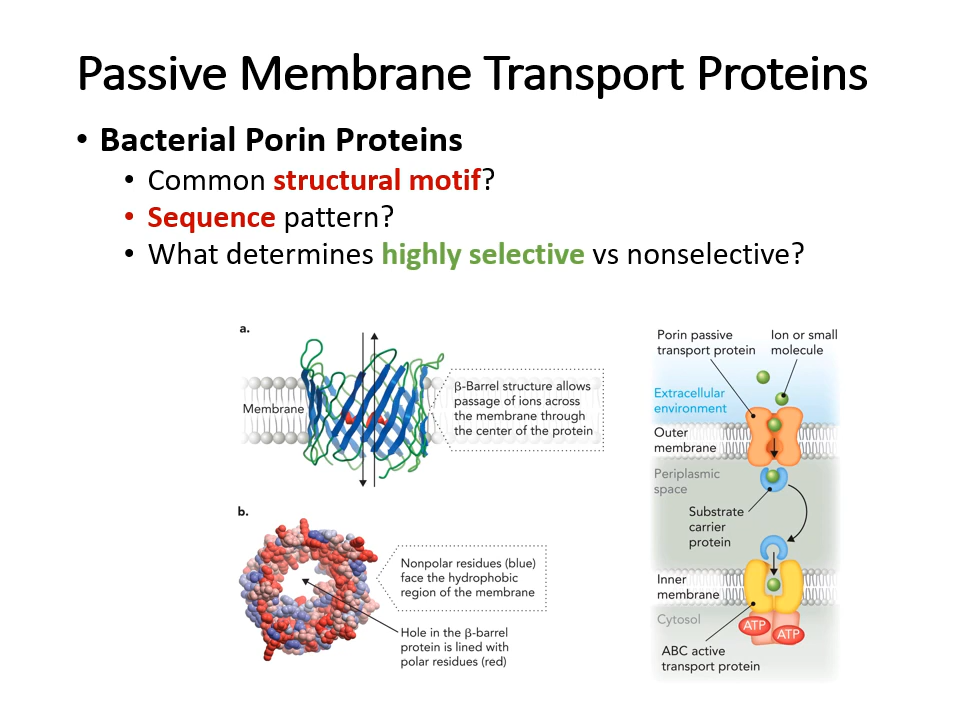 Passive Membrane Transport Proteins
• Bacterial Porin Proteins
• Common structural motif?
• Sequence pattern?
• What determines highly selective vs nonselective?
a.
Membrane
β-Barrel structure allows
passage of ions across
the membrane through
the center of the protein
b.
Nonpolar residues (blue)
face the hydrophobic
region of the membrane
Hole in the β-barrel
protein is lined with
polar residues (red)
Porin passive
transport protein
Ion or small
molecule
Extracellular
environment
Outer
membrane
Periplasmic
space
Substrate
carrier
protein
Inner
membrane
Cytosol
ATP
ATP
ABC active
transport protein